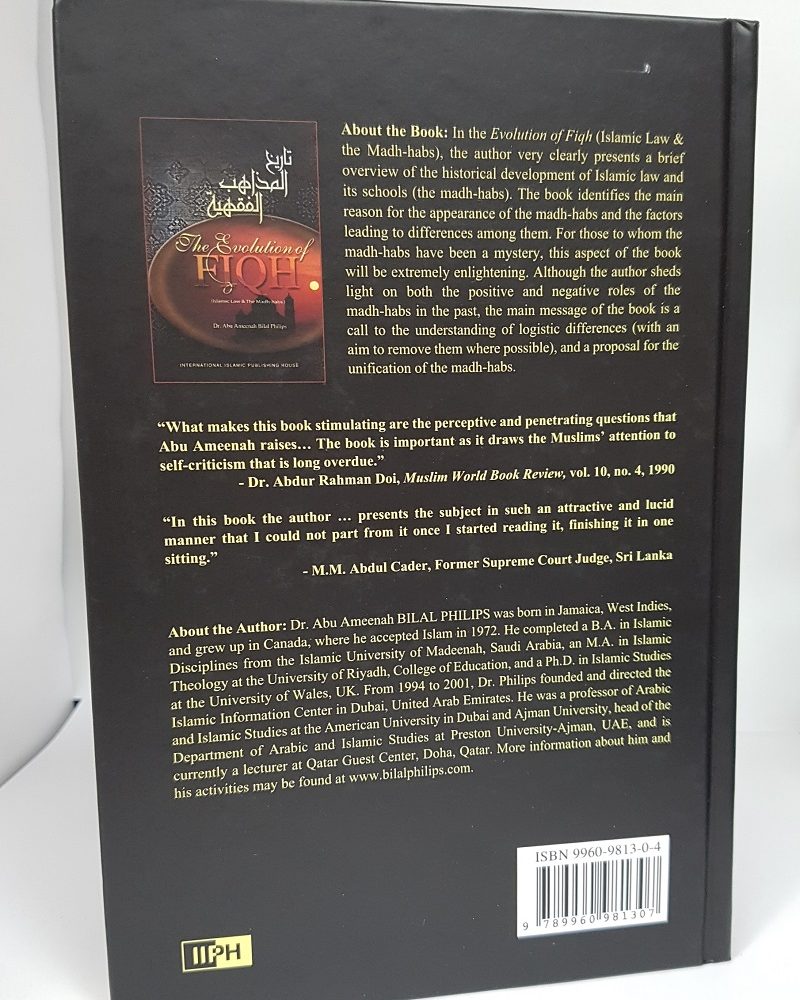 تاريخ
المذاهب
الفقهية
The Evolution of
FIQH
(Islamic Law & The Madh-habs)
Dr. Abu Ameenah Bilal Philips
INTERNATIONAL ISLAMIC PUBLISHING HOUSE
About the Book: In the Evolution of Fiqh (Islamic Law &
the Madh-habs), the author very clearly presents a brief
overview of the historical development of Islamic law and
its schools (the madh-habs). The book identifies the main
reason for the appearance of the madh-habs and the factors
leading to differences among them. For those to whom the
madh-habs have been a mystery, this aspect of the book
will be extremely enlightening. Although the author sheds
light on both the positive and negative roles of the
madh-habs in the past, the main message of the book is a
call to the understanding of logistic differences (with an
aim to remove them where possible), and a proposal for the
unification of the madh-habs.
“What makes this book stimulating are the perceptive and penetrating questions that
Abu Ameenah raises... The book is important as it draws the Muslims’ attention to
self-criticism that is long overdue.”
- Dr. Abdur Rahman Doi, Muslim World Book Review, vol. 10, no. 4, 1990
“In this book the author ... presents the subject in such an attractive and lucid
manner that I could not part from it once I started reading it, finishing it in one
sitting.”
- M.M. Abdul Cader, Former Supreme Court Judge, Sri Lanka
About the Author: Dr. Abu Ameenah BILAL PHILIPS was born in Jamaica, West Indies,
and grew up in Canada, where he accepted Islam in 1972. He completed a B.A. in Islamic
Disciplines from the Islamic University of Madeenah, Saudi Arabia, an M.A. in Islamic
Theology at the University of Riyadh, College of Education, and a Ph.D. in Islamic Studies
at the University of Wales, UK. From 1994 to 2001, Dr. Philips founded and directed the
Islamic Information Center in Dubai, United Arab Emirates. He was a professor of Arabic
and Islamic Studies at the American University in Dubai and Ajman University, head of the
Department of Arabic and Islamic Studies at Preston University-Ajman, UAE, and is
currently a lecturer at Qatar Guest Center, Doha, Qatar. More information about him and
his activities may be found at www.bilalphilips.com.
ISBN 9960-9813-0-4
9 789960 981307
IIPH